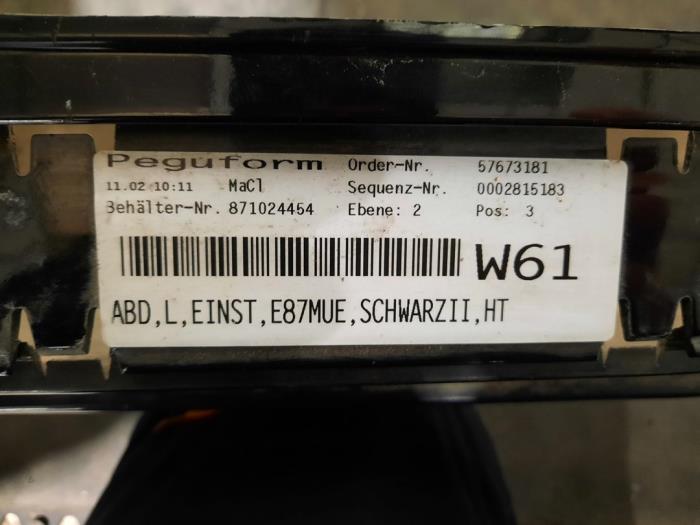 Peguform Order-Nr. 57673181
11.02 10:11 MaCl Sequenz-Nr. 0002815183
Behälter-Nr. 871024454 Ebene: 2 Pos: 3
W61
ABD,L,EINST,E87MUE,SCHWARZII,HT